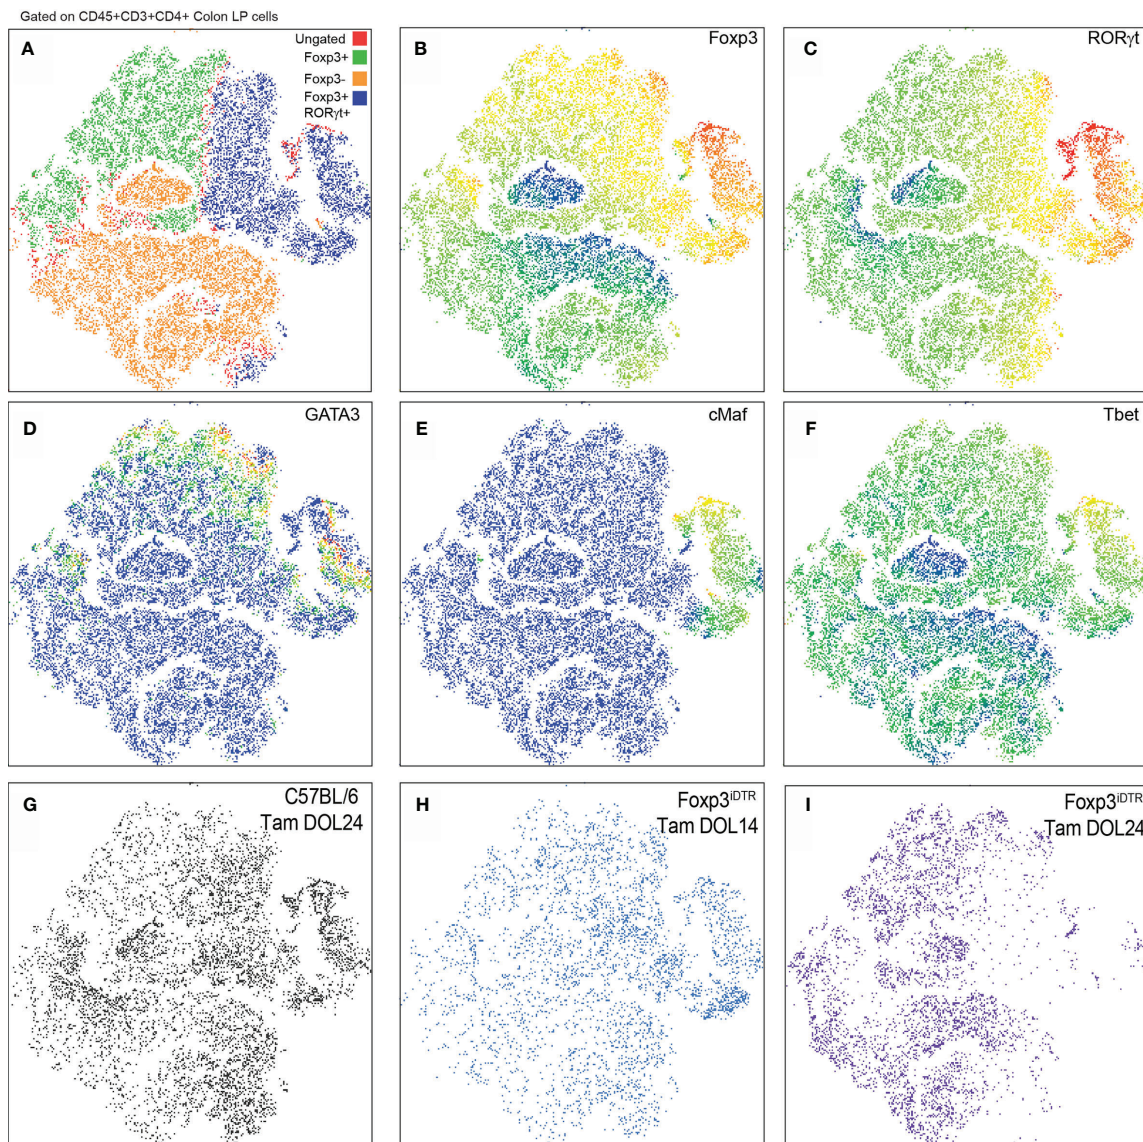 Gated on CD45+CD3+CD4+ Colon LP cells
A
Ungated
Foxp3+
Foxp3-
Foxp3+
RORγt+
B
Foxp3
C
RORγt
D
GATA3
E
cMaf
F
Tbet
G
C57BL/6
Tam DOL24
H
Foxp3iDTR
Tam DOL14
I
Foxp3iDTR
Tam DOL24